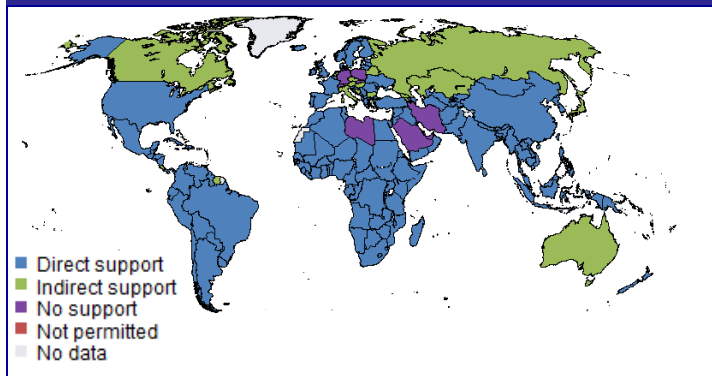 Direct support
Indirect support
No support
Not permitted
No data